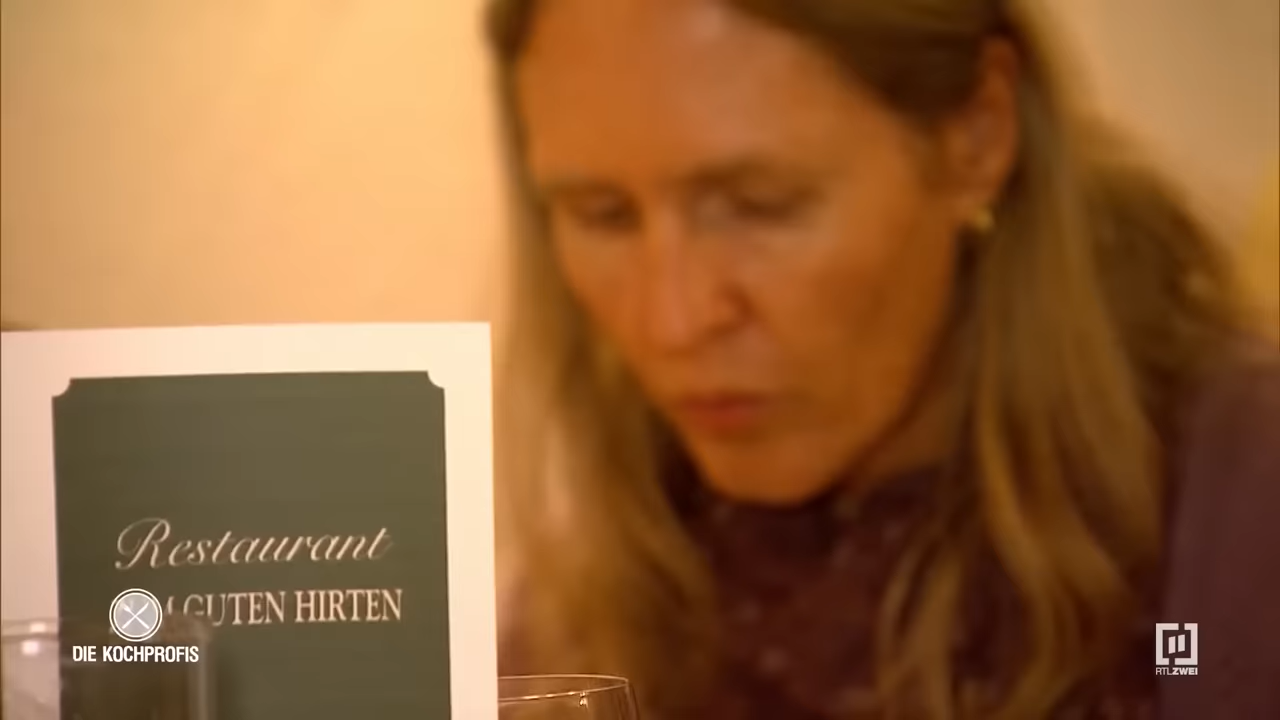 Restaurant
GUTEN HIRTEN
DIE KOCHPROFIS
RTLZWEI